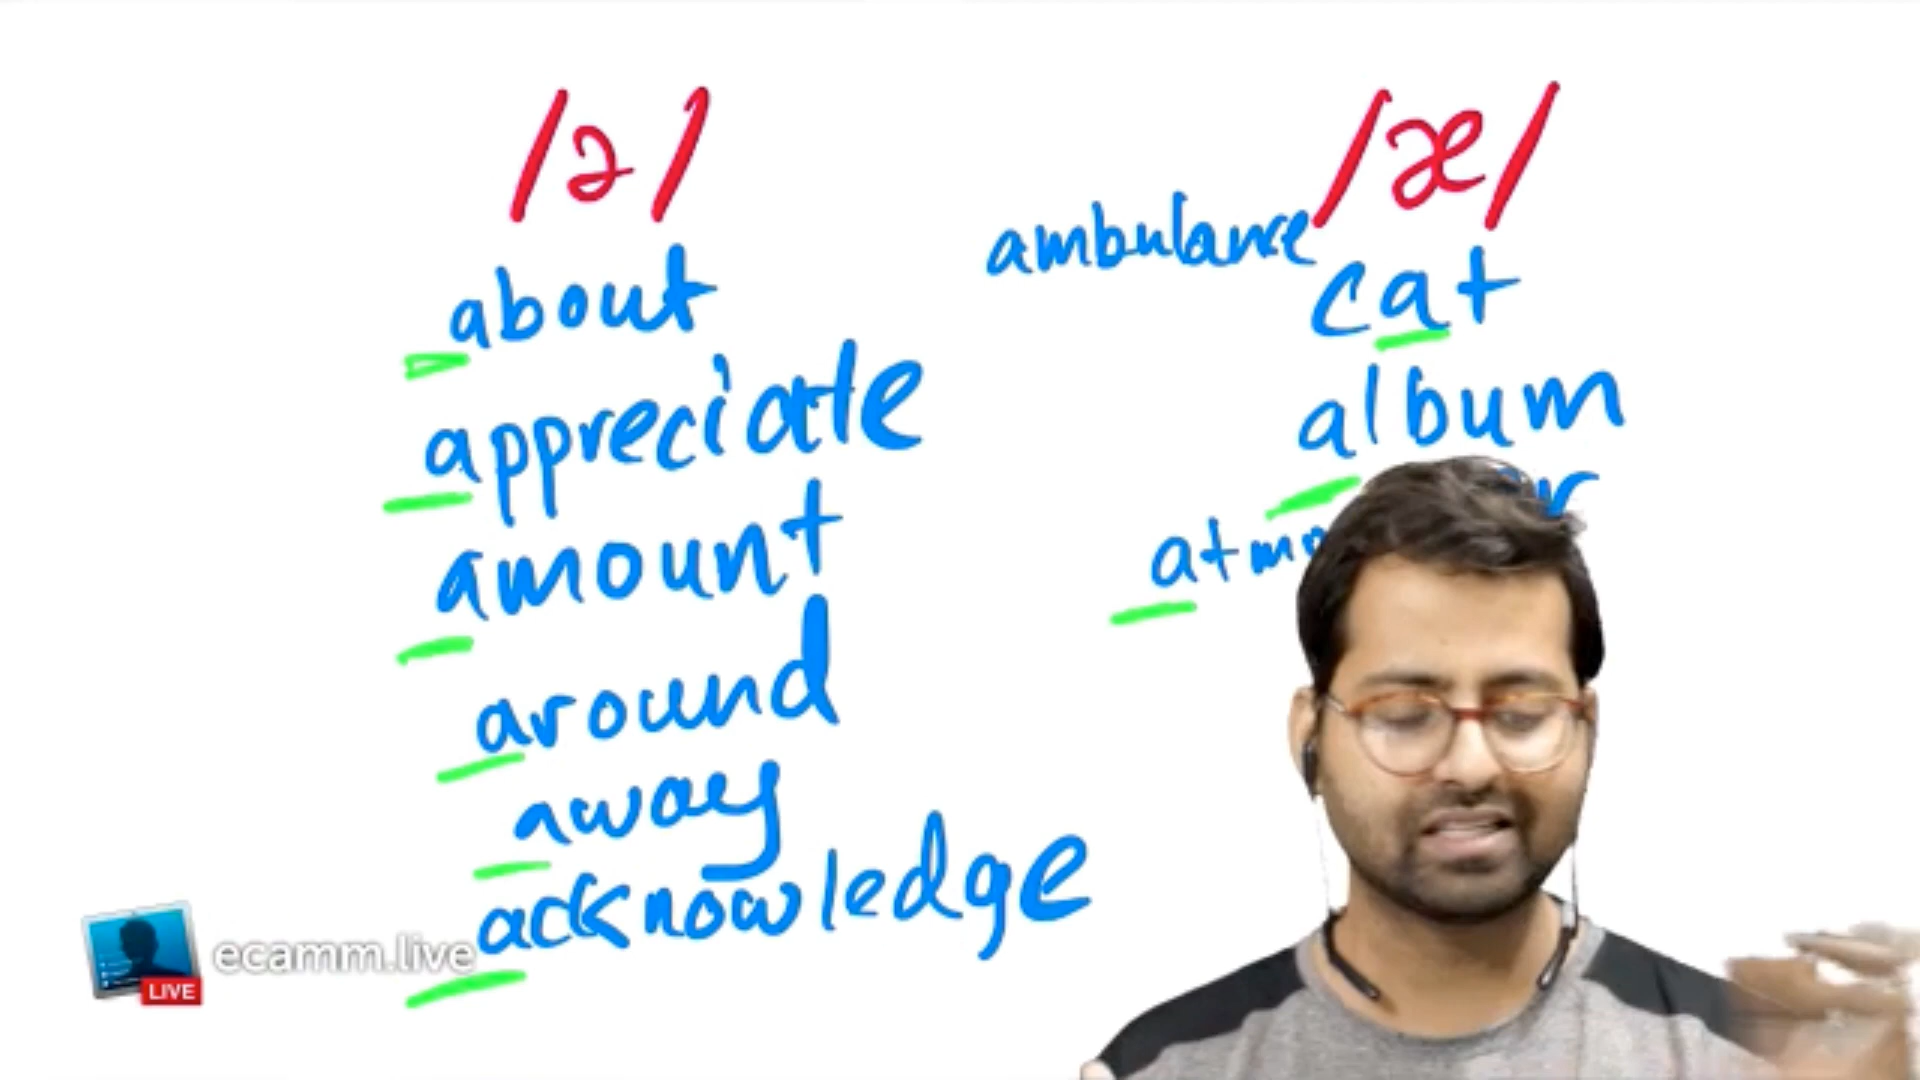 /ə/
about
appreciate
amount
around
away
acknowledge
/æ/
ambulance
cat
album
ecamm.live
LIVE